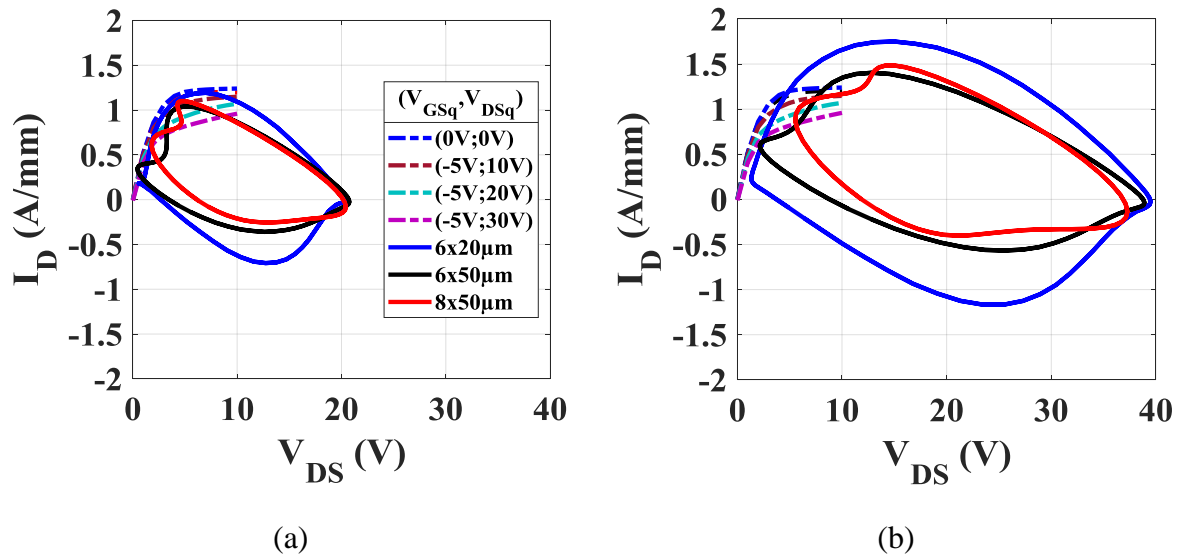 2
1.5
1
0.5
0
-0.5
-1
-1.5
-2
I_D (A/mm)
0 10 20 30 40
V_DS (V)
(V_GSq,V_DSq)
(0V;0V)
(-5V;10V)
(-5V;20V)
(-5V;30V)
6x20μm
6x50μm
8x50μm
(a)
2
1.5
1
0.5
0
-0.5
-1
-1.5
-2
I_D (A/mm)
0 10 20 30 40
V_DS (V)
(b)